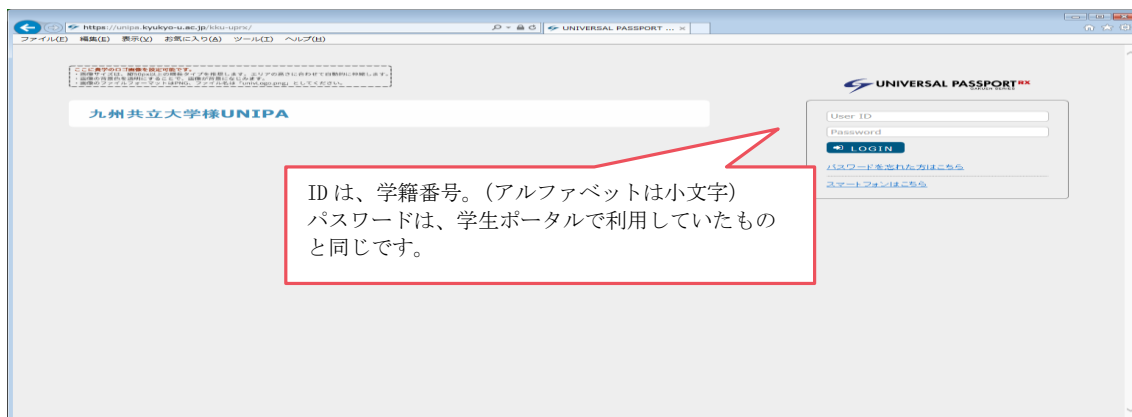 https://unipa.kyukyo-u.ac.jp/kku-uprx/
UNIVERSAL PASSPORT ...
ファイル(F) 編集(E) 表示(V) お気に入り(A) ツール(T) ヘルプ(H)
ここに貴学のロゴ画像を設定可能です。
九州共立大学様UNIPA
UNIVERSAL PASSPORT RX
GAKUEN SERIES
User ID
Password
LOGIN
パスワードを忘れた方はこちら
スマートフォンはこちら
ID は、学籍番号。(アルファベットは小文字)
パスワードは、学生ポータルで利用していたもの
と同じです。